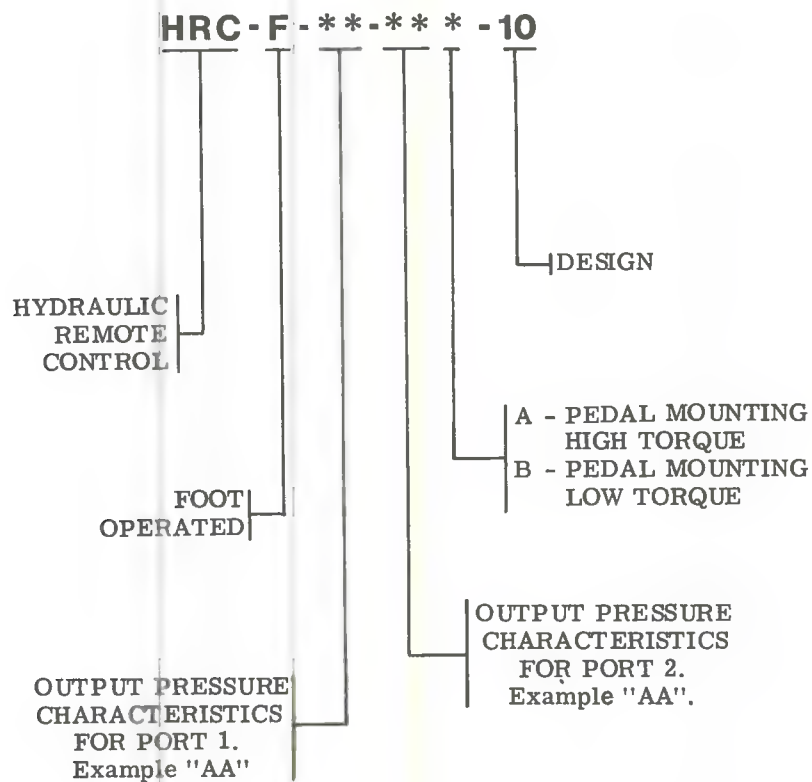 HRC-F-**-** *-10
DESIGN
HYDRAULIC
REMOTE
CONTROL
A - PEDAL MOUNTING
HIGH TORQUE
B - PEDAL MOUNTING
LOW TORQUE
FOOT
OPERATED
OUTPUT PRESSURE
CHARACTERISTICS
FOR PORT 2.
Example "AA".
OUTPUT PRESSURE
CHARACTERISTICS
FOR PORT 1.
Example "AA"